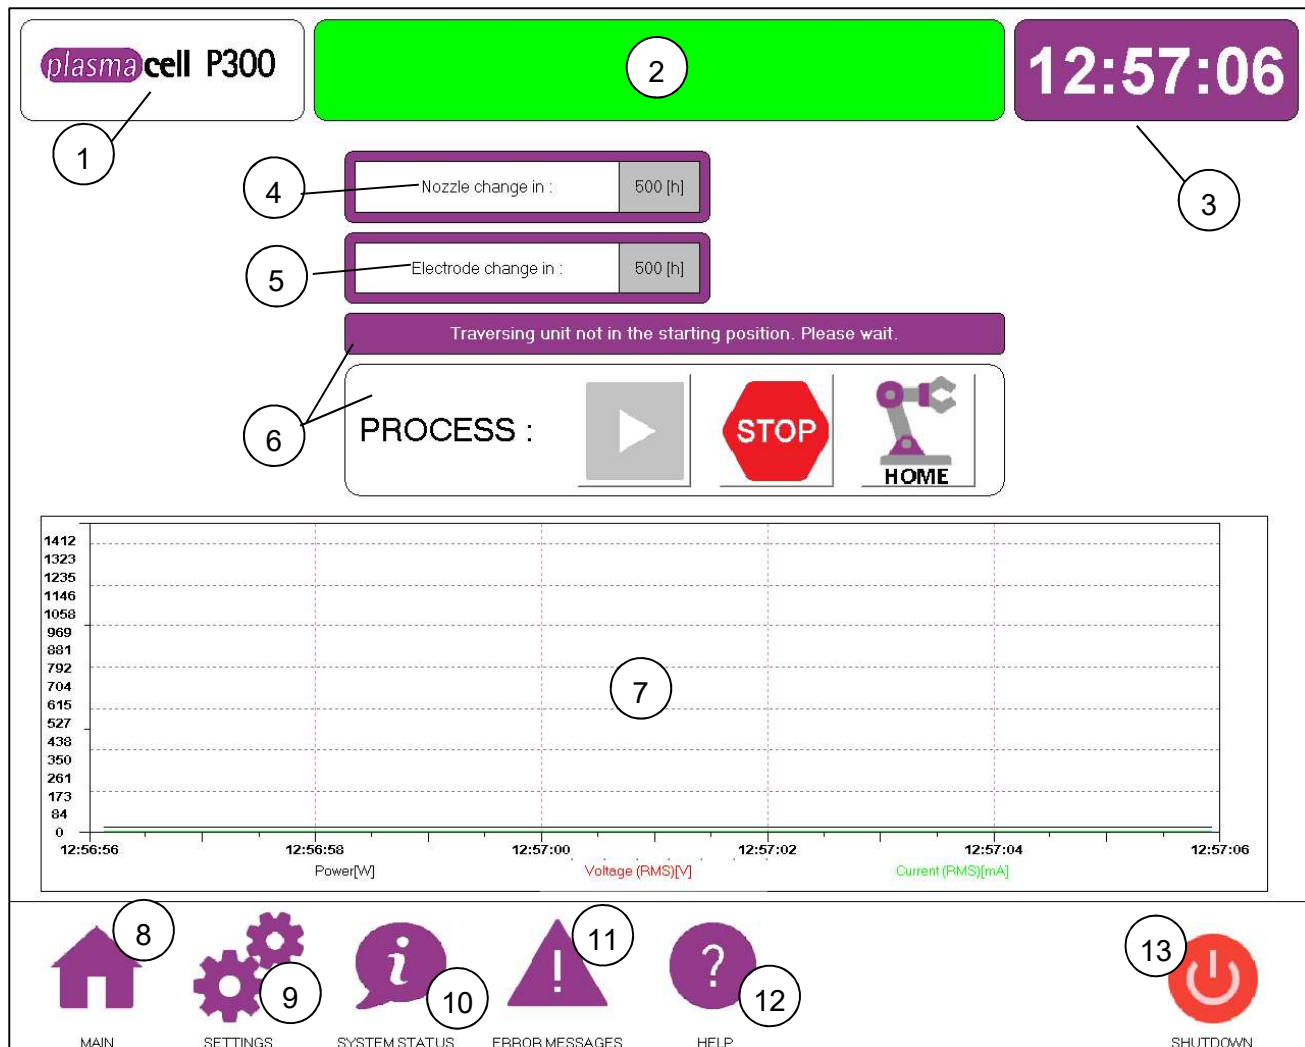 plasma cell P300
2
12:57:06
1
3
4
Nozzle change in :
500 [h]
5
Electrode change in :
500 [h]
Traversing unit not in the starting position. Please wait.
6
PROCESS :
STOP
HOME
1412
1323
1235
1146
1058
969
881
792
704
615
527
438
350
261
173
84
0
7
12:56:56
12:56:58
12:57:00
12:57:02
12:57:04
12:57:06
Power[W]
Voltage (RMS)[V]
Current (RMS)[mA]
8
9
i
10
!
11
?
12
13
MAIN
SETTINGS
SYSTEM STATUS
ERROR MESSAGES
HELP
SHUTDOWN